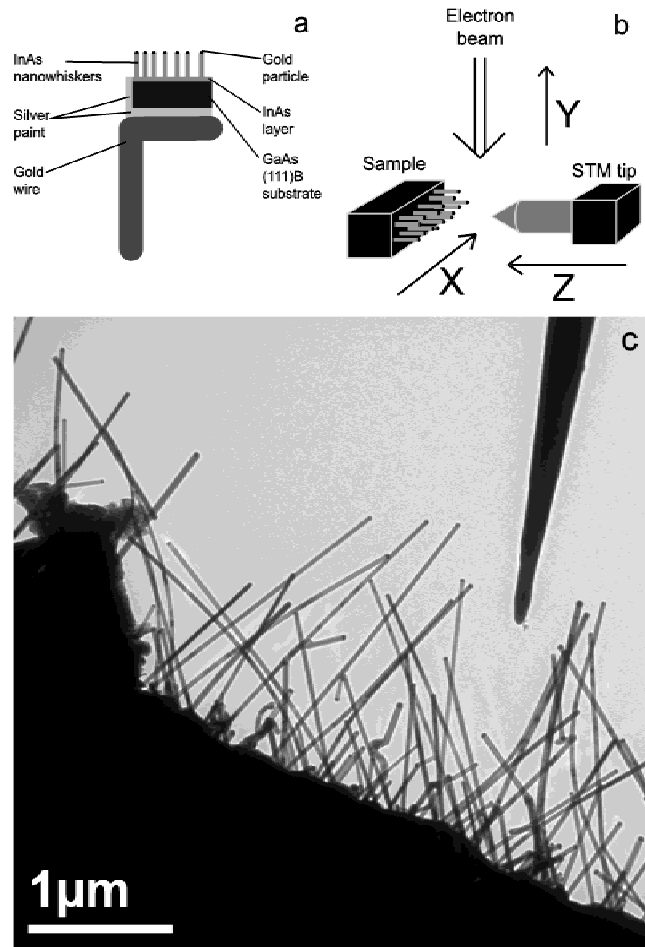 a
InAs
nanowhiskers
Gold
particle
Silver
paint
InAs
layer
Gold
wire
GaAs
(111)B
substrate
b
Electron
beam
Y
Sample
STM tip
X
Z
c
1µm